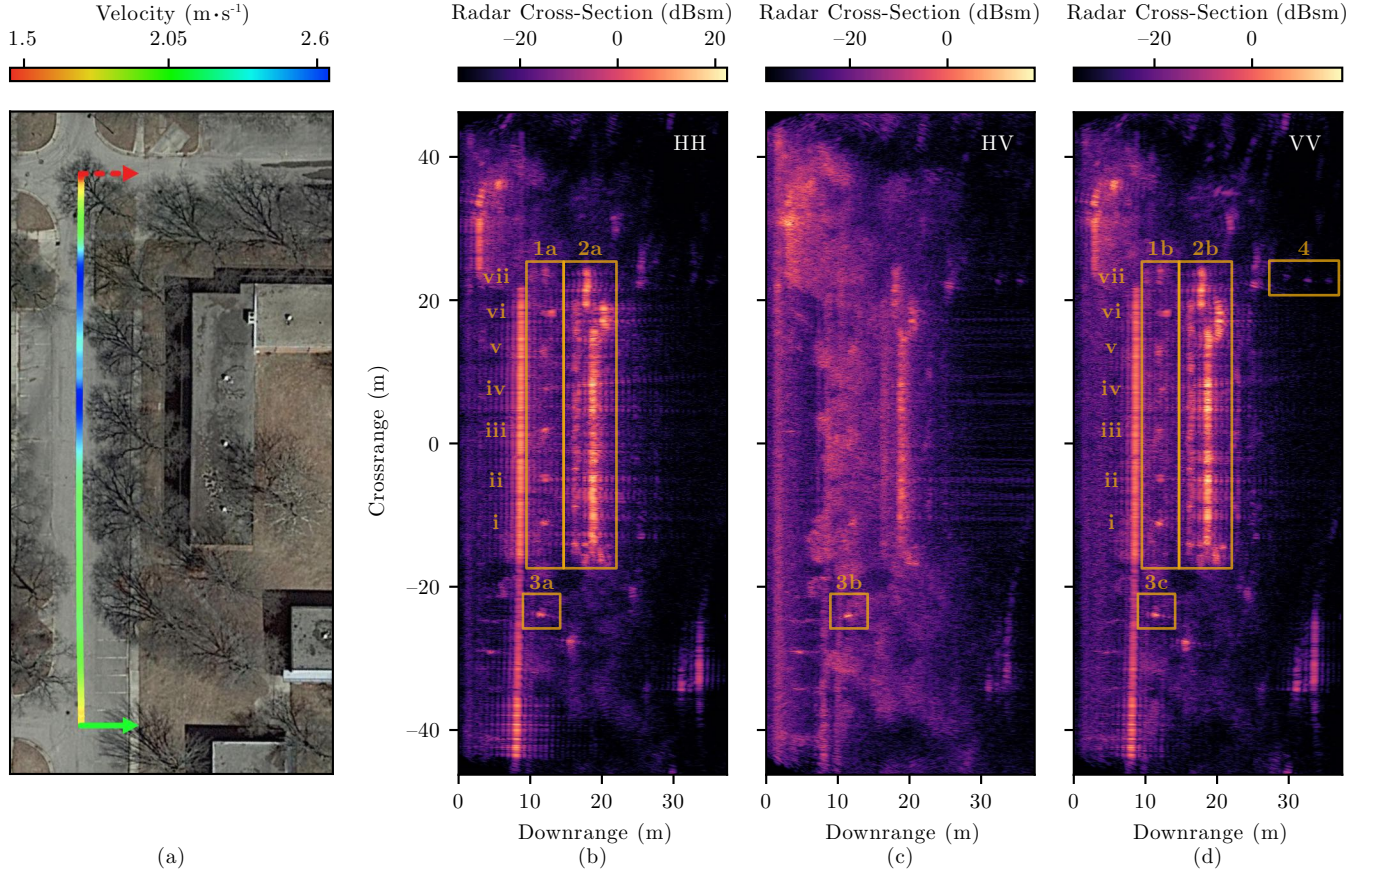 Velocity (m·s⁻¹)
1.5 2.05 2.6
(a)
Radar Cross-Section (dBsm)
−20 0 20
HH
40
20
0
−20
−40
Crossrange (m)
1a 2a
vii
vi
v
iv
iii
ii
i
3a
0 10 20 30
Downrange (m)
(b)
Radar Cross-Section (dBsm)
−20 0
HV
3b
0 10 20 30
Downrange (m)
(c)
Radar Cross-Section (dBsm)
−20 0
VV
1b 2b 4
vii
vi
v
iv
iii
ii
i
3c
0 10 20 30
Downrange (m)
(d)